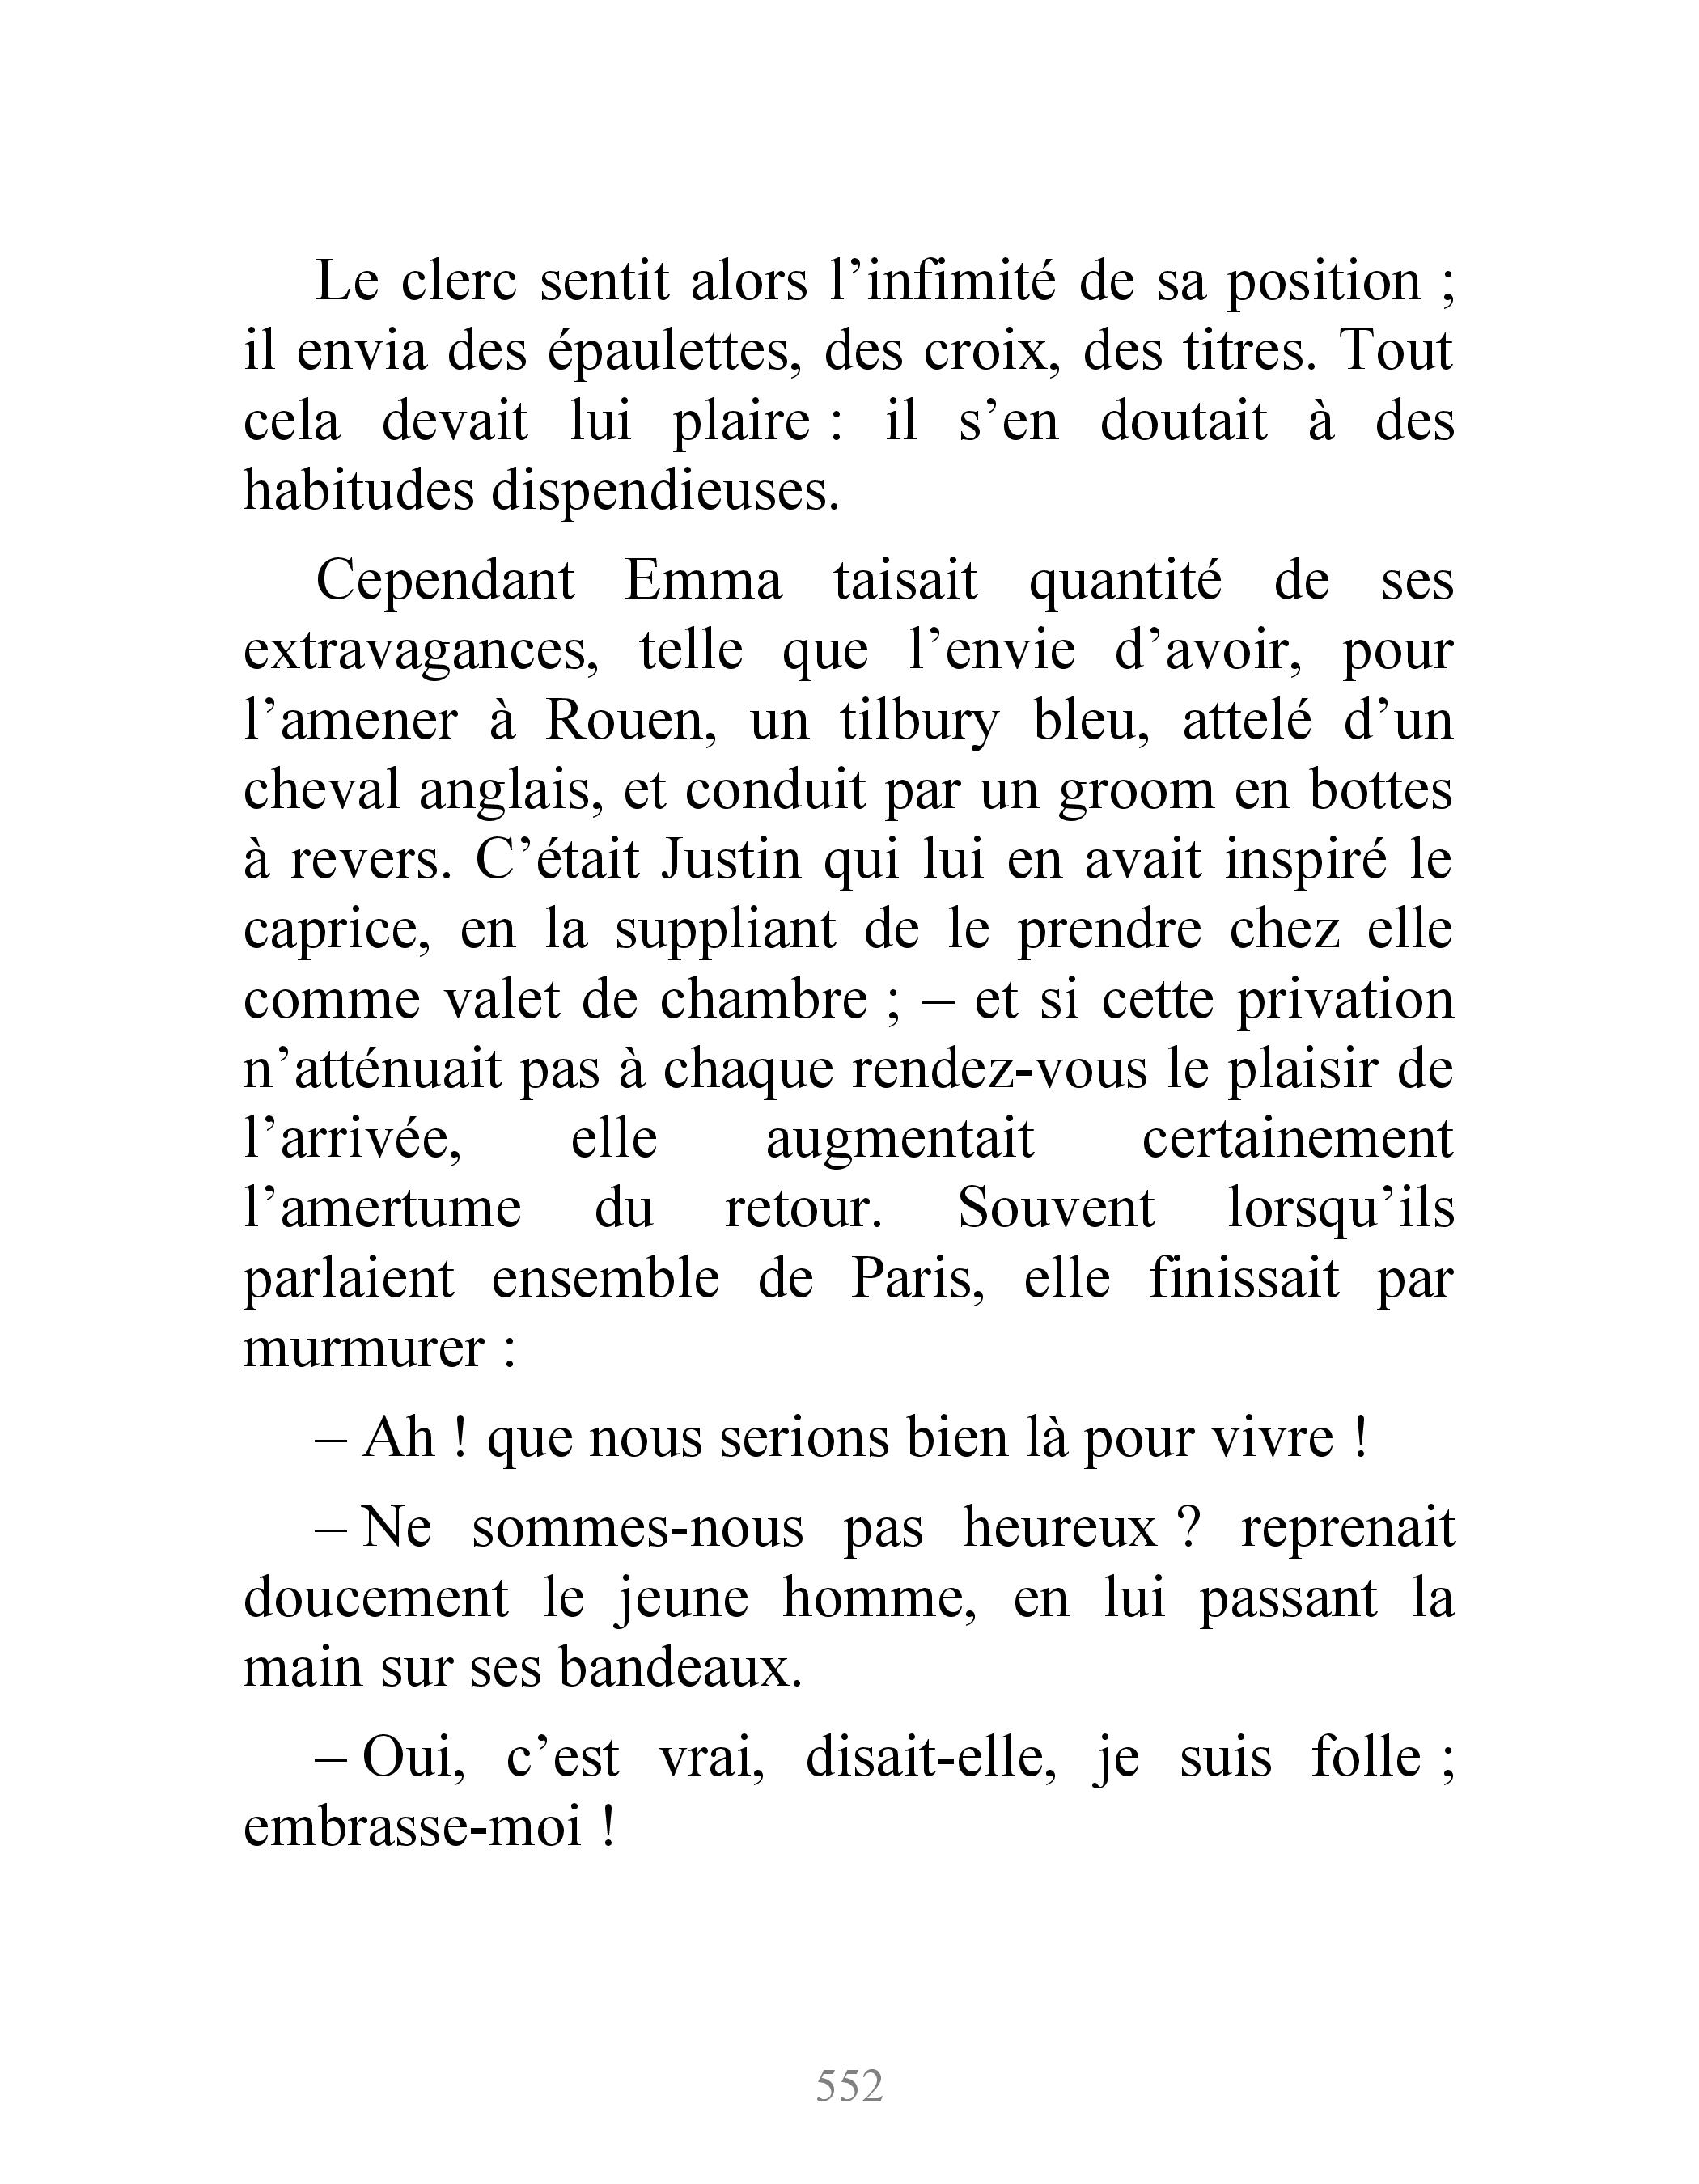 Le clerc sentit alors l’infimité de sa position ;
il envia des épaulettes, des croix, des titres. Tout
cela devait lui plaire : il s’en doutait à des
habitudes dispendieuses.
Cependant Emma taisait quantité de ses
extravagances, telle que l’envie d’avoir, pour
l’amener à Rouen, un tilbury bleu, attelé d’un
cheval anglais, et conduit par un groom en bottes
à revers. C’était Justin qui lui en avait inspiré le
caprice, en la suppliant de le prendre chez elle
comme valet de chambre ; – et si cette privation
n’atténuait pas à chaque rendez-vous le plaisir de
l’arrivée, elle augmentait certainement
l’amertume du retour. Souvent lorsqu’ils
parlaient ensemble de Paris, elle finissait par
murmurer :
– Ah ! que nous serions bien là pour vivre !
– Ne sommes-nous pas heureux ? reprenait
doucement le jeune homme, en lui passant la
main sur ses bandeaux.
– Oui, c’est vrai, disait-elle, je suis folle ;
embrasse-moi !
552